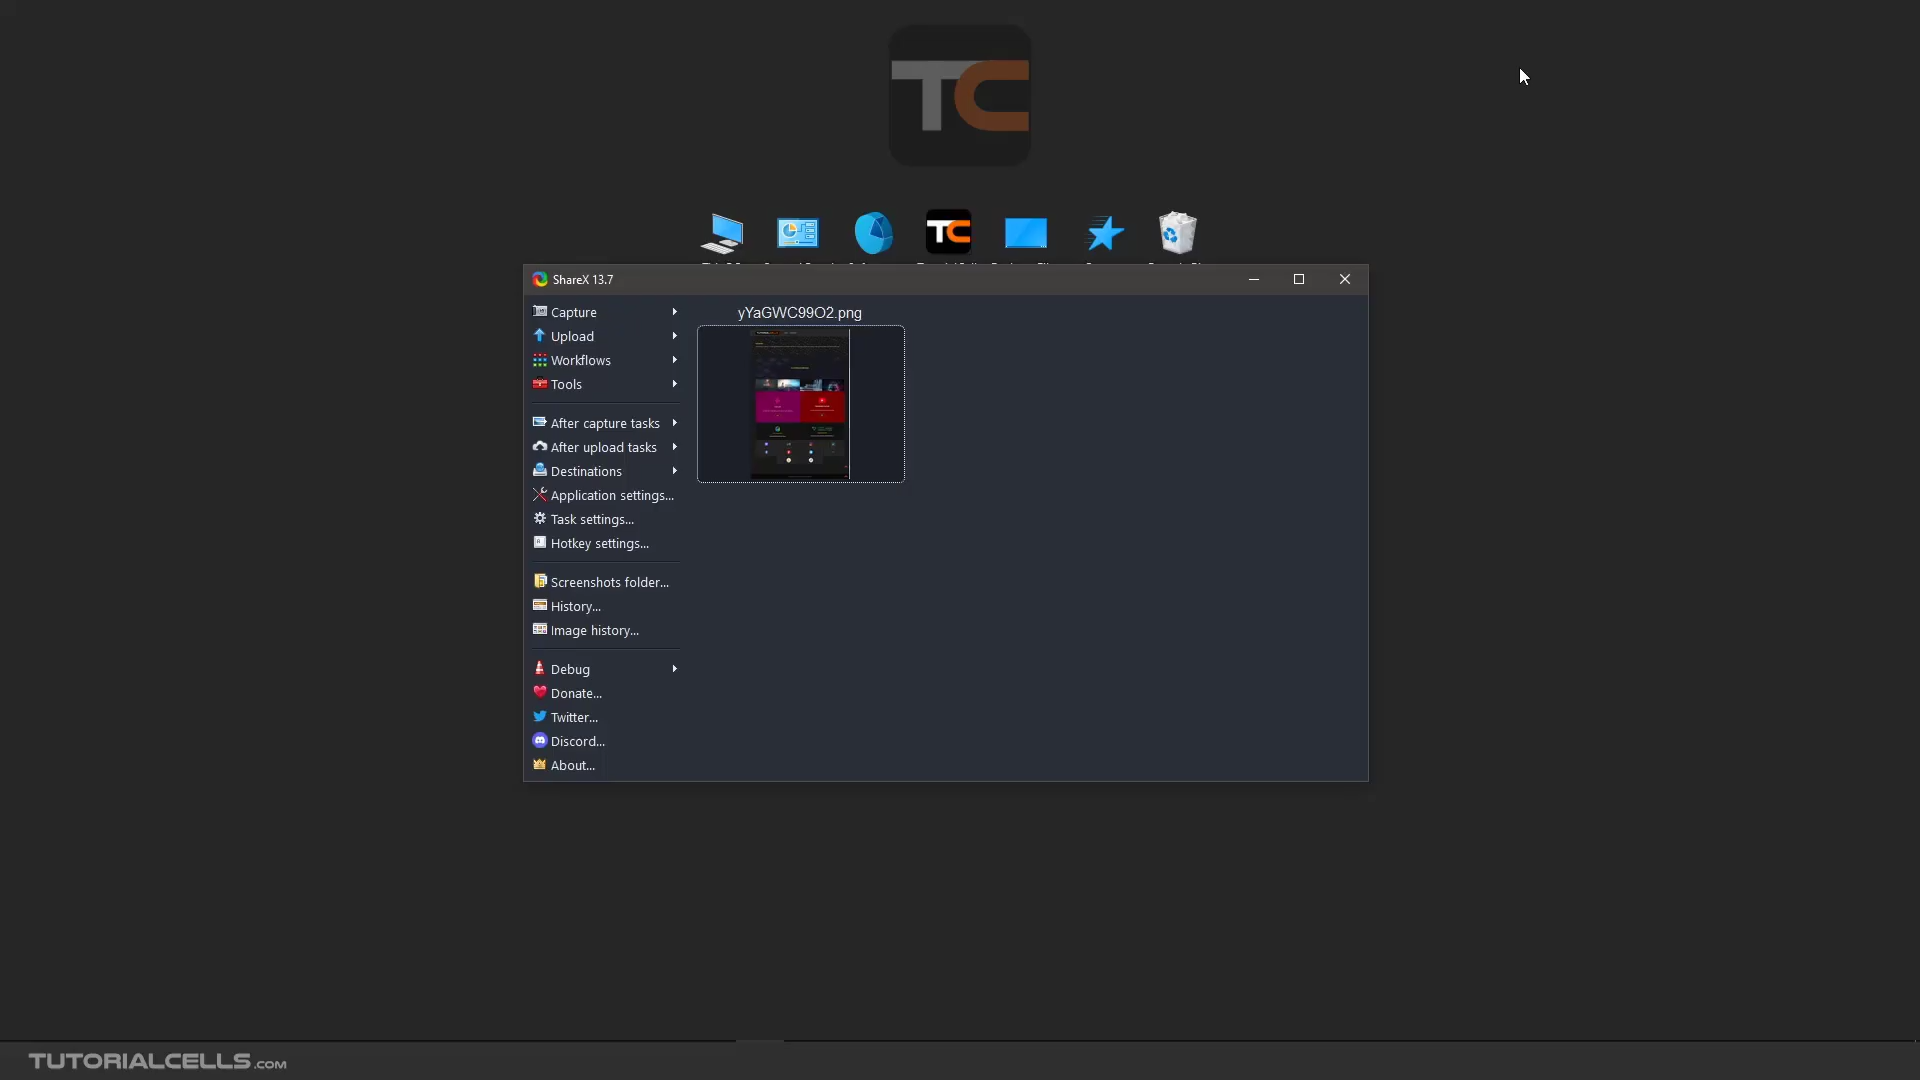 TC
TC
ShareX 13.7
Capture
Upload
Workflows
Tools
After capture tasks
After upload tasks
Destinations
Application settings...
Task settings...
Hotkey settings...
Screenshots folder...
History...
Image history...
Debug
Donate...
Twitter...
Discord...
About...
yYaGWC99O2.png
TUTORIALCELLS.COM